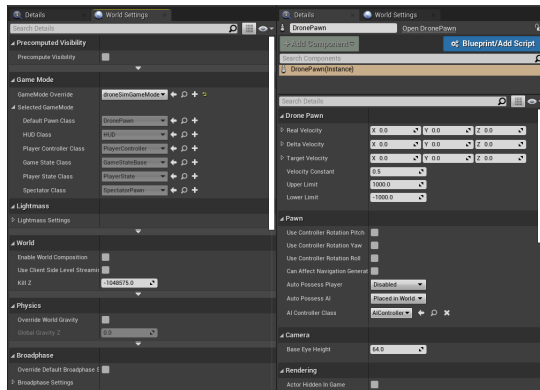 Details
World Settings
Search Details
Precomputed Visibility
Precompute Visibility
Game Mode
GameMode Override droneSimGameMode
Selected GameMode
Default Pawn Class DronePawn
HUD Class HUD
Player Controller Class PlayerController
Game State Class GameStateBase
Player State Class PlayerState
Spectator Class SpectatorPawn
Lightmass
Lightmass Settings
World
Enable World Composition
Use Client Side Level Streamin
Kill Z -1048575.0
Physics
Override World Gravity
Global Gravity Z 0.0
Broadphase
Override Default Broadphase S
Broadphase Settings
Details
World Settings
DronePawn
Open DronePawn
+Add Component
Blueprint/Add Script
Search Components
DronePawn(Instance)
Search Details
Drone Pawn
Real Velocity X 0.0 Y 0.0 Z 0.0
Delta Velocity X 0.0 Y 0.0 Z 0.0
Target Velocity X 0.0 Y 0.0 Z 0.0
Velocity Constant 0.5
Upper Limit 1000.0
Lower Limit -1000.0
Pawn
Use Controller Rotation Pitch
Use Controller Rotation Yaw
Use Controller Rotation Roll
Can Affect Navigation Generat
Auto Possess Player Disabled
Auto Possess AI Placed in World
AI Controller Class AIController
Camera
Base Eye Height 64.0
Rendering
Actor Hidden In Game